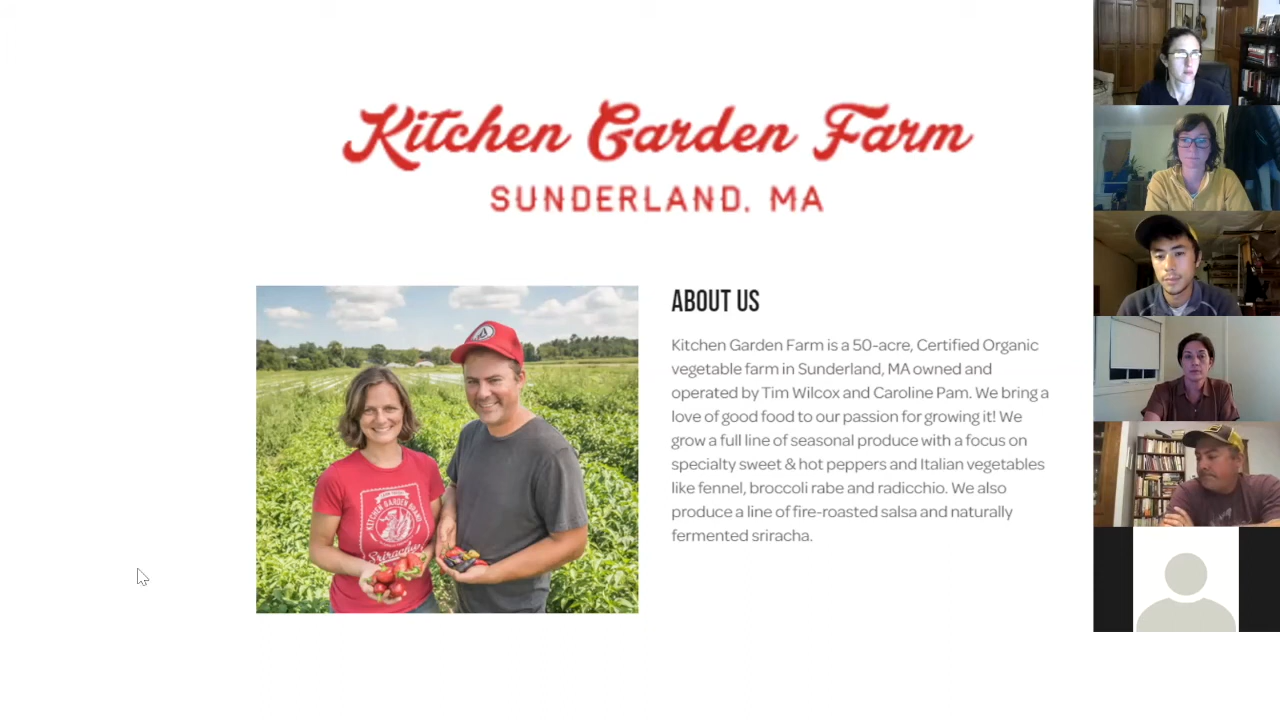 Kitchen Garden Farm
SUNDERLAND, MA
ABOUT US
Kitchen Garden Farm is a 50-acre, Certified Organic
vegetable farm in Sunderland, MA owned and
operated by Tim Wilcox and Caroline Pam. We bring a
love of good food to our passion for growing it! We
grow a full line of seasonal produce with a focus on
specialty sweet & hot peppers and Italian vegetables
like fennel, broccoli rabe and radicchio. We also
produce a line of fire-roasted salsa and naturally
fermented sriracha.
KITCHEN GARDEN BRAND
Sriracha